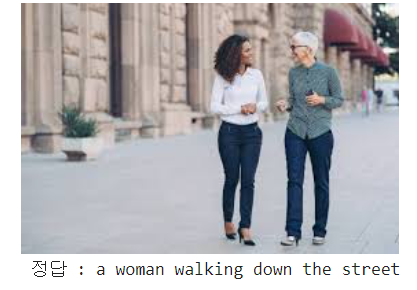 정답 : a woman walking down the street